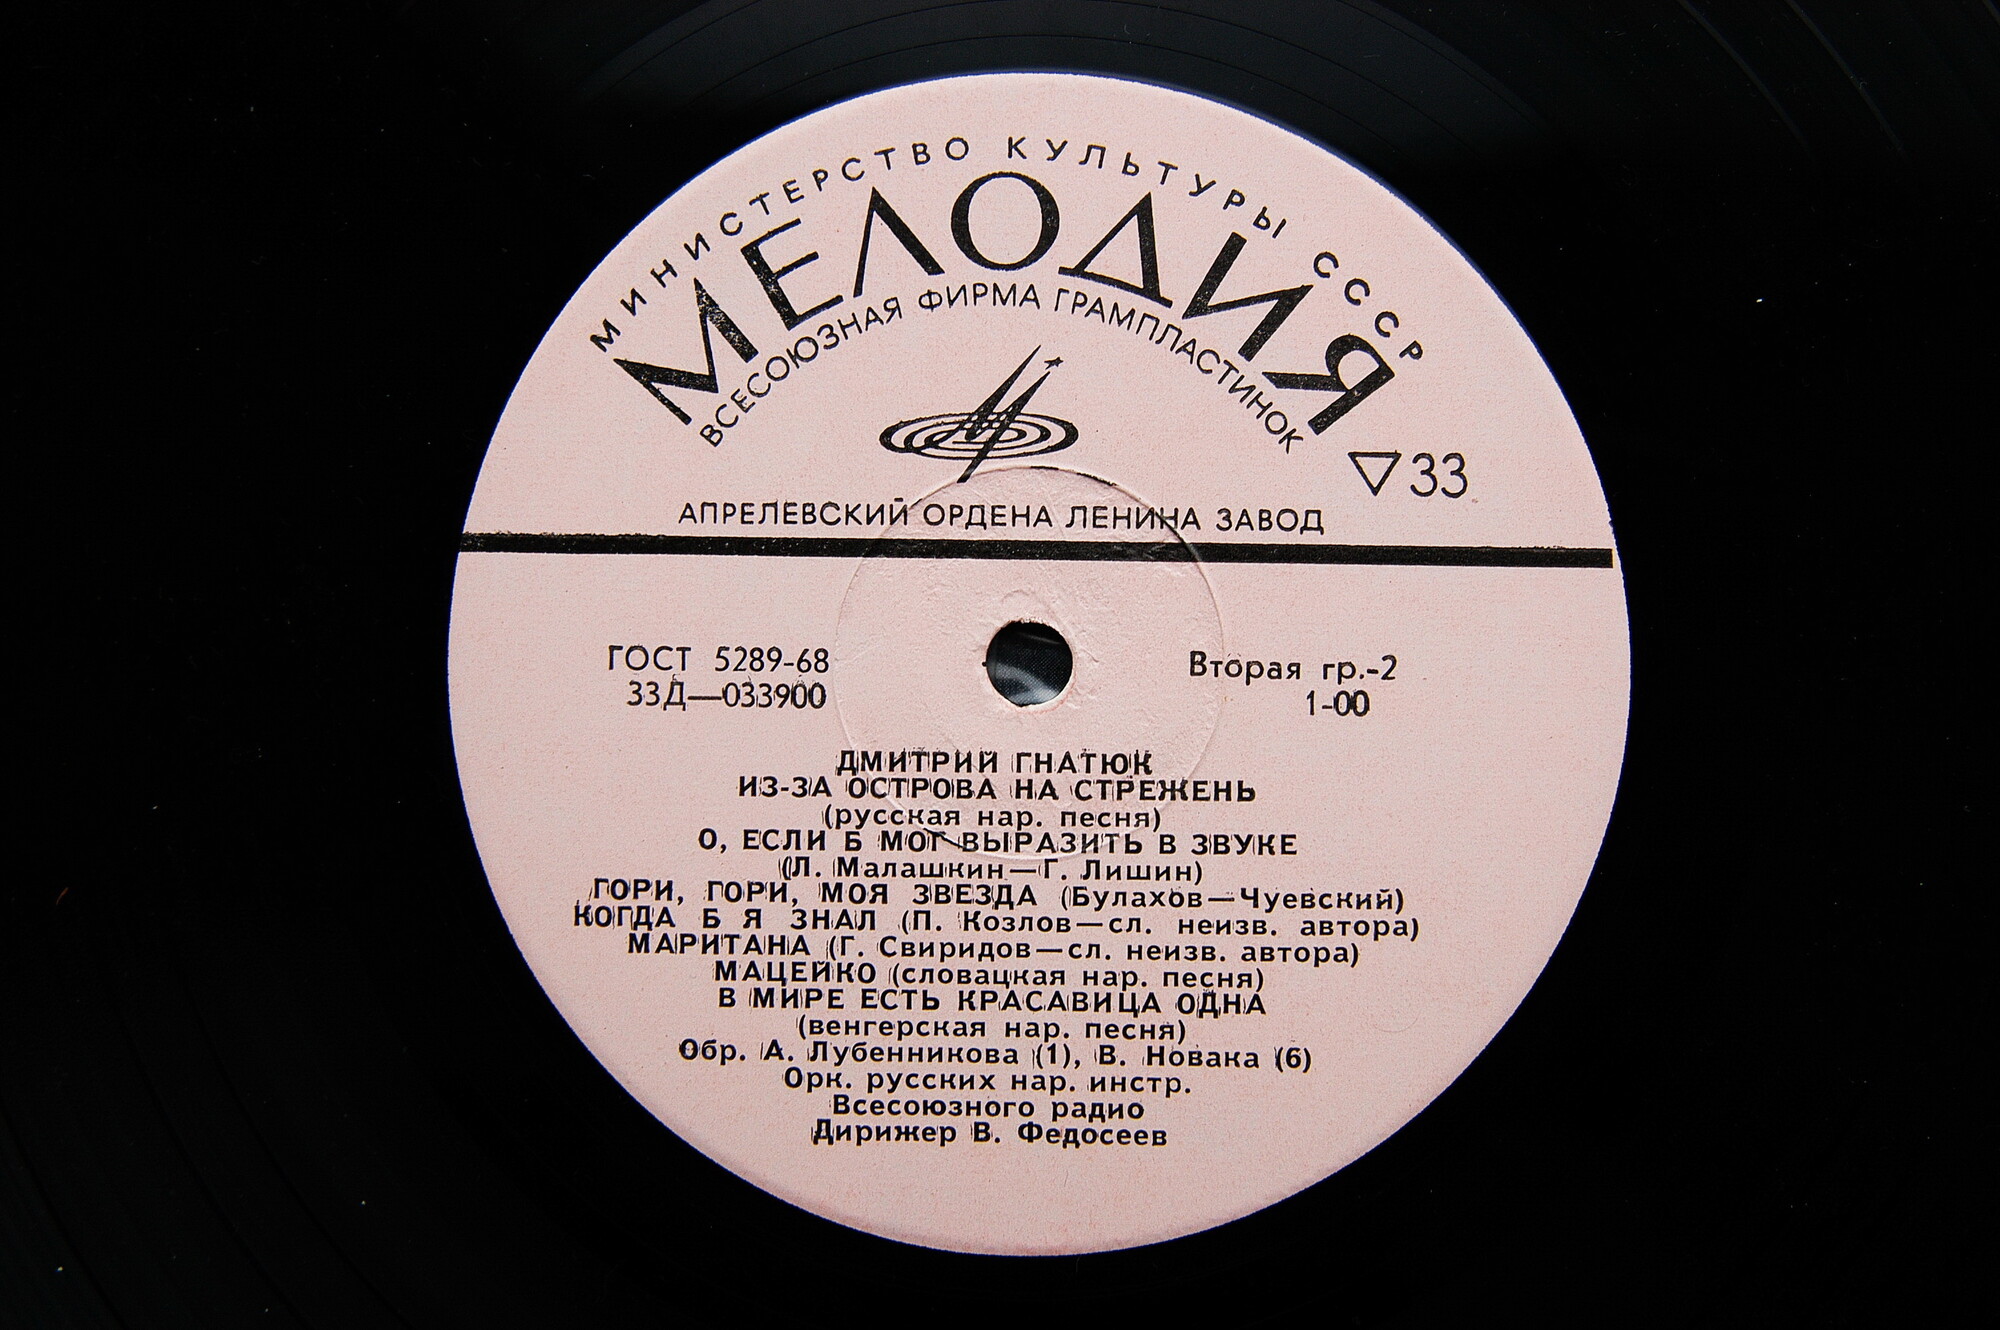 МИНИСТЕРСТВО КУЛЬТУРЫ СССР
МЕЛОДИЯ
ВСЕСОЮЗНАЯ ФИРМА ГРАМПЛАСТИНОК
▽33
АПРЕЛЕВСКИЙ ОРДЕНА ЛЕНИНА ЗАВОД
ГОСТ 5289-68
33Д—033900
Вторая гр.-2
1-00
ДМИТРИЙ ГНАТЮК
ИЗ-ЗА ОСТРОВА НА СТРЕЖЕНЬ
(русская нар. песня)
О, ЕСЛИ Б МОГ ВЫРАЗИТЬ В ЗВУКЕ
(Л. Малашкин—Г. Лишин)
ГОРИ, ГОРИ, МОЯ ЗВЕЗДА (Булахов—Чуевский)
КОГДА Б Я ЗНАЛ (П. Козлов—сл. неизв. автора)
МАРИТАНА (Г. Свиридов—сл. неизв. автора)
МАЦЕЙКО (словацкая нар. песня)
В МИРЕ ЕСТЬ КРАСАВИЦА ОДНА
(венгерская нар. песня)
Обр. А. Лубенникова (1), В. Новака (6)
Орк. русских нар. инстр.
Всесоюзного радио
Дирижер В. Федосеев